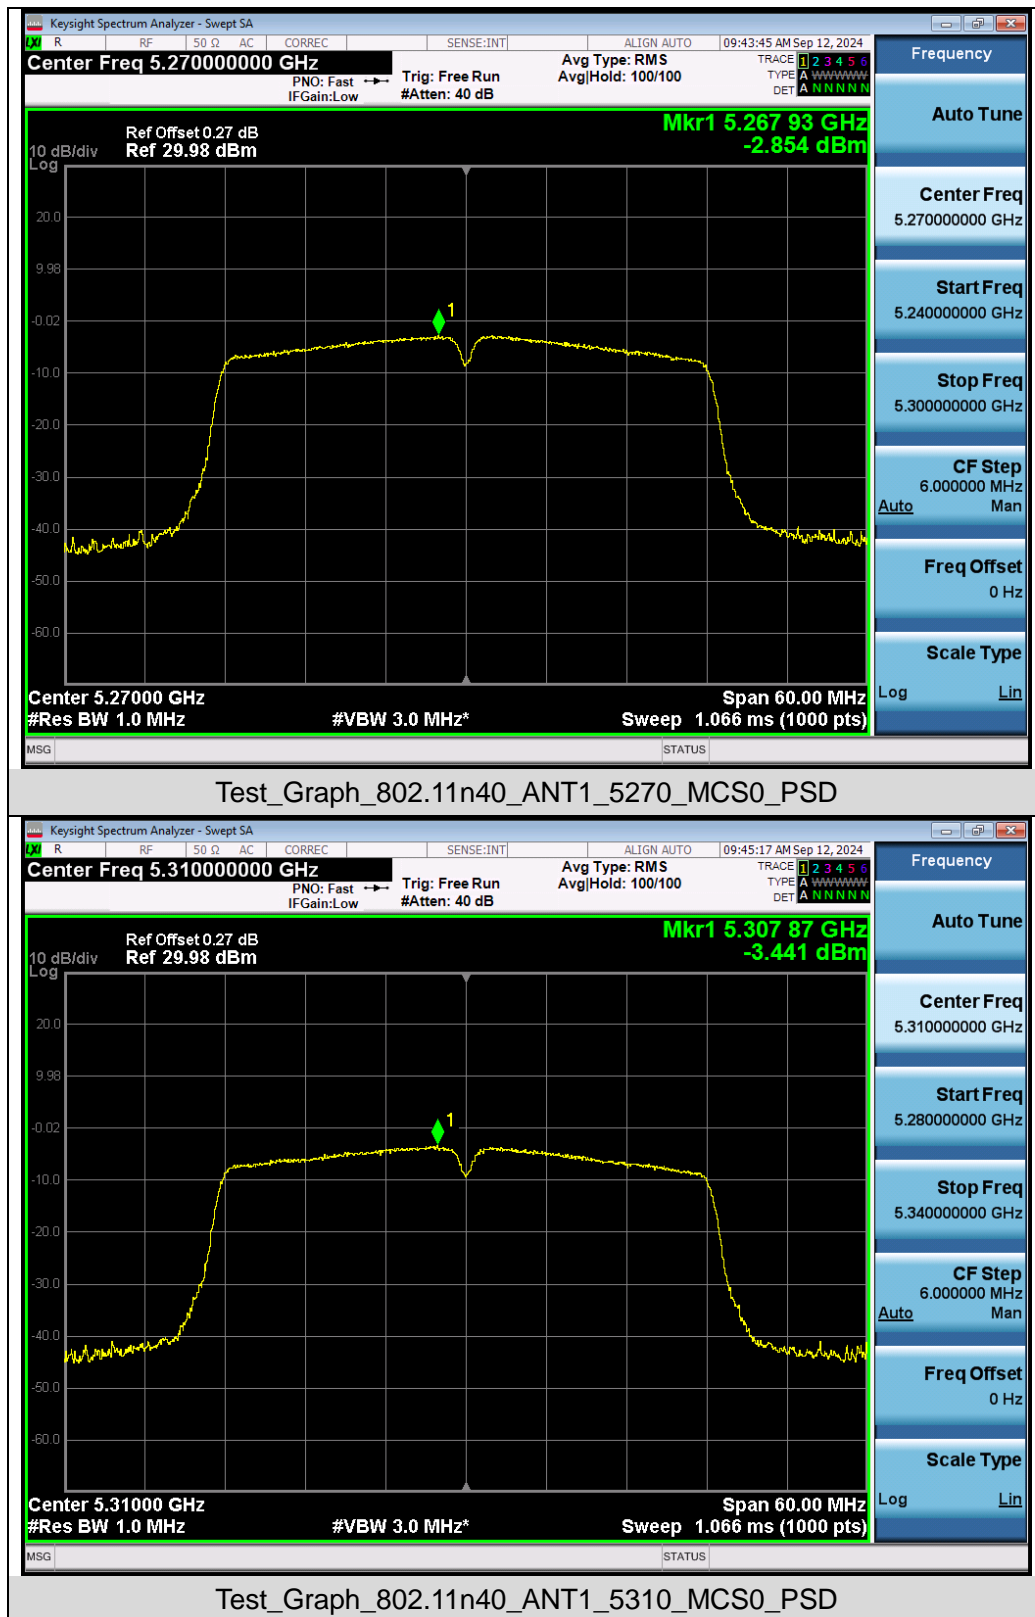 Keysight Spectrum Analyzer - Swept SA
LXI R RF 50 Ω AC CORREC SENSE:INT ALIGN AUTO 09:43:45 AM Sep 12, 2024
Center Freq 5.270000000 GHz
PNO: Fast
IFGain:Low
Trig: Free Run
#Atten: 40 dB
Avg Type: RMS
Avg|Hold: 100/100
TRACE 1 2 3 4 5 6
TYPE A WWWWW
DET A N N N N N
Ref Offset 0.27 dB
Ref 29.98 dBm
10 dB/div
Log
Mkr1 5.267 93 GHz
-2.854 dBm
1
20.0
9.98
-0.02
-10.0
-20.0
-30.0
-40.0
-50.0
-60.0
Center 5.27000 GHz
Span 60.00 MHz
#Res BW 1.0 MHz
#VBW 3.0 MHz*
Sweep 1.066 ms (1000 pts)
MSG
STATUS
Frequency
Auto Tune
Center Freq
5.270000000 GHz
Start Freq
5.240000000 GHz
Stop Freq
5.300000000 GHz
CF Step
6.000000 MHz
Auto Man
Freq Offset
0 Hz
Scale Type
Log Lin
Test_Graph_802.11n40_ANT1_5270_MCS0_PSD
Keysight Spectrum Analyzer - Swept SA
LXI R RF 50 Ω AC CORREC SENSE:INT ALIGN AUTO 09:45:17 AM Sep 12, 2024
Center Freq 5.310000000 GHz
PNO: Fast
IFGain:Low
Trig: Free Run
#Atten: 40 dB
Avg Type: RMS
Avg|Hold: 100/100
TRACE 1 2 3 4 5 6
TYPE A WWWWW
DET A N N N N N
Ref Offset 0.27 dB
Ref 29.98 dBm
10 dB/div
Log
Mkr1 5.307 87 GHz
-3.441 dBm
1
20.0
9.98
-0.02
-10.0
-20.0
-30.0
-40.0
-50.0
-60.0
Center 5.31000 GHz
Span 60.00 MHz
#Res BW 1.0 MHz
#VBW 3.0 MHz*
Sweep 1.066 ms (1000 pts)
MSG
STATUS
Frequency
Auto Tune
Center Freq
5.310000000 GHz
Start Freq
5.280000000 GHz
Stop Freq
5.340000000 GHz
CF Step
6.000000 MHz
Auto Man
Freq Offset
0 Hz
Scale Type
Log Lin
Test_Graph_802.11n40_ANT1_5310_MCS0_PSD